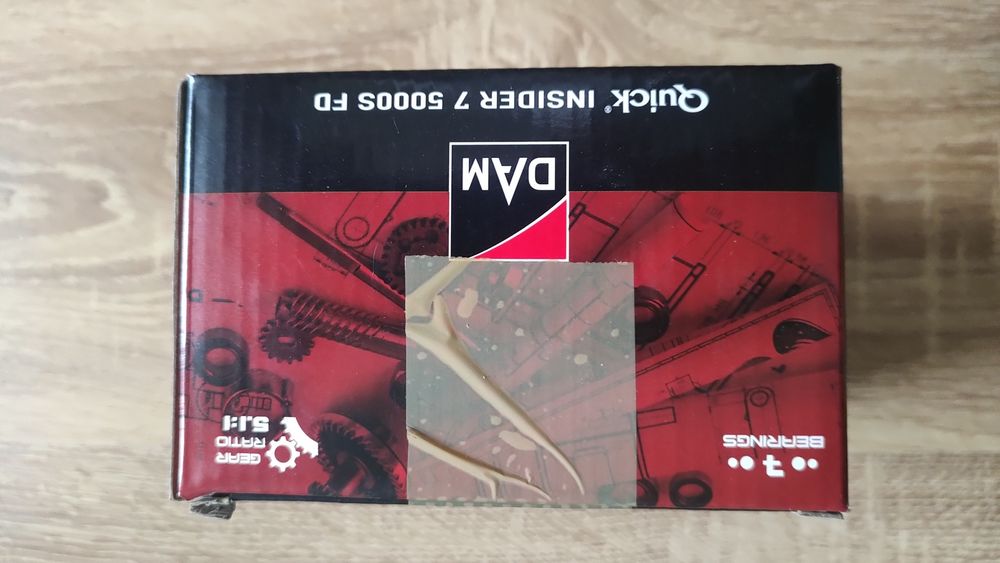 7
BEARINGS
GEAR
RATIO
5.1:1
DAM
Quick® INSIDER 7 5000S FD